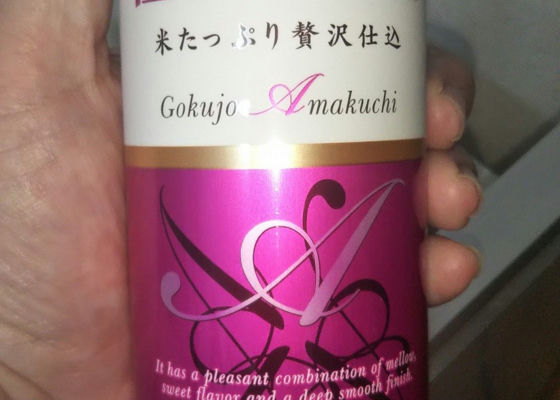 米たっぷり贅沢仕込
Gokujo Amakuchi
A
It has a pleasant combination of mellow,
sweet flavor and a deep smooth finish.